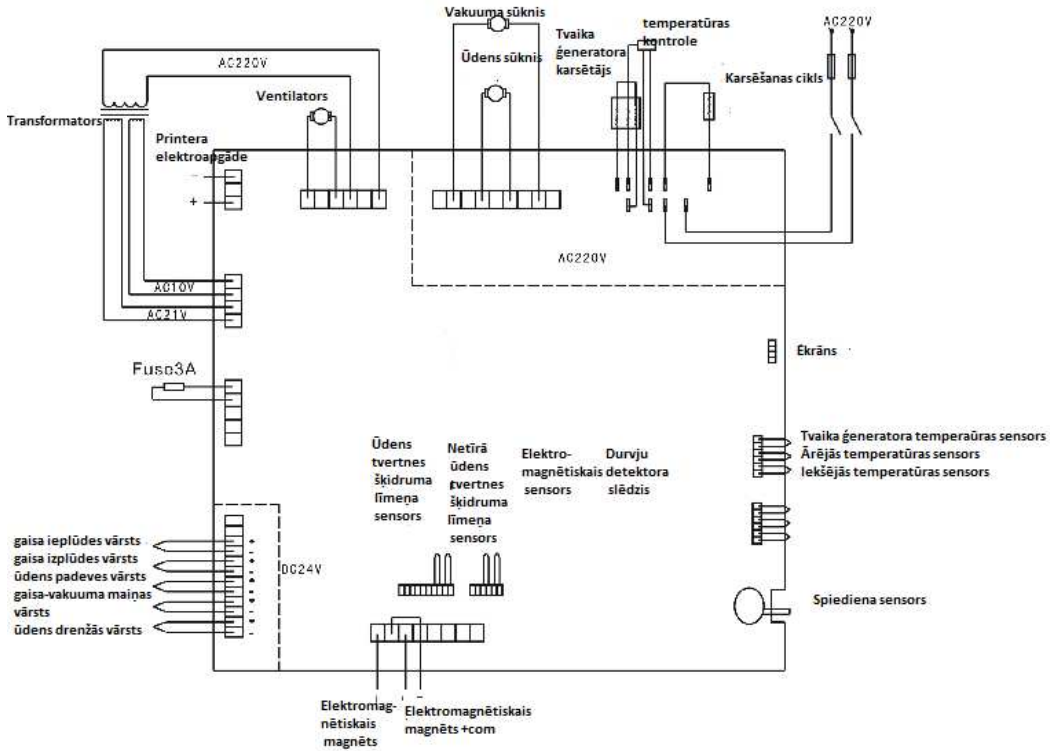 Vakuuma sūknis
Ūdens sūknis
Tvaika
ģeneratora
karsētājs
temperatūras
kontrole
AC220V
Karsēšanas cikls
AC220V
Ventilators
Transformators
Printera
elektroapgāde
-
+
AC220V
AC10V
AC21V
Fuse3A
Ekrāns
Ūdens
tvertnes
šķidruma
līmeņa
sensors
Netīrā
ūdens
tvertnes
šķidruma
līmeņa
sensors
Elektro-
magnētiskais
sensors
Durvju
detektora
slēdzis
Tvaika ģeneratora temperaūras sensors
Ārējās temperatūras sensors
Iekšējās temperatūras sensors
gaisa ieplūdes vārsts
gaisa izplūdes vārsts
ūdens padeves vārsts
gaisa-vakuuma maiņas
vārsts
ūdens drenžās vārsts
DC24V
Spiediena sensors
Elektromag-
nētiskais
magnēts
Elektromagnētiskais
magnēts +com